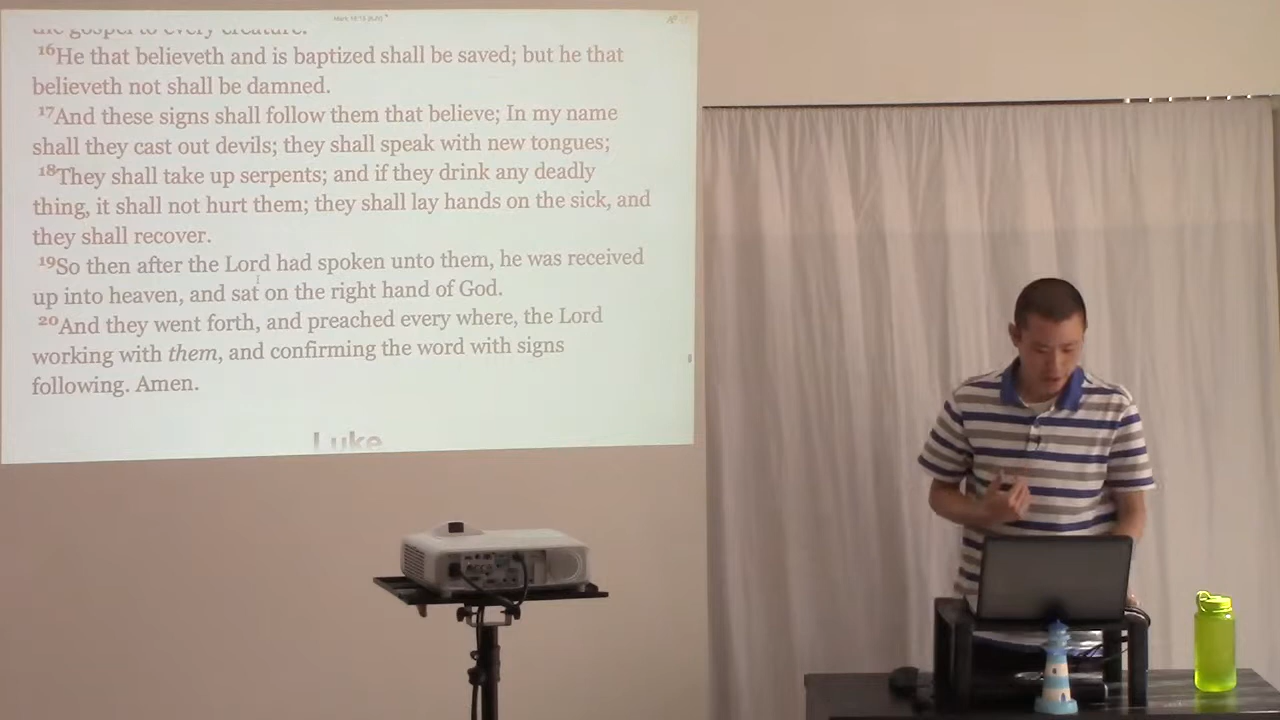 the gospel to every creature.
16He that believeth and is baptized shall be saved; but he that
believeth not shall be damned.
17And these signs shall follow them that believe; In my name
shall they cast out devils; they shall speak with new tongues;
18They shall take up serpents; and if they drink any deadly
thing, it shall not hurt them; they shall lay hands on the sick, and
they shall recover.
19So then after the Lord had spoken unto them, he was received
up into heaven, and sat on the right hand of God.
20And they went forth, and preached every where, the Lord
working with them, and confirming the word with signs
following. Amen.
Luke